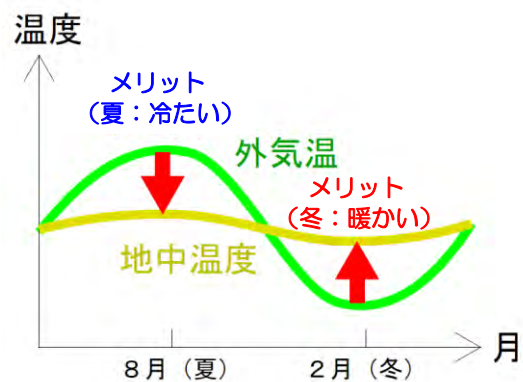 温度
メリット
（夏：冷たい）
外気温
メリット
（冬：暖かい）
地中温度
月
8月（夏）
2月（冬）